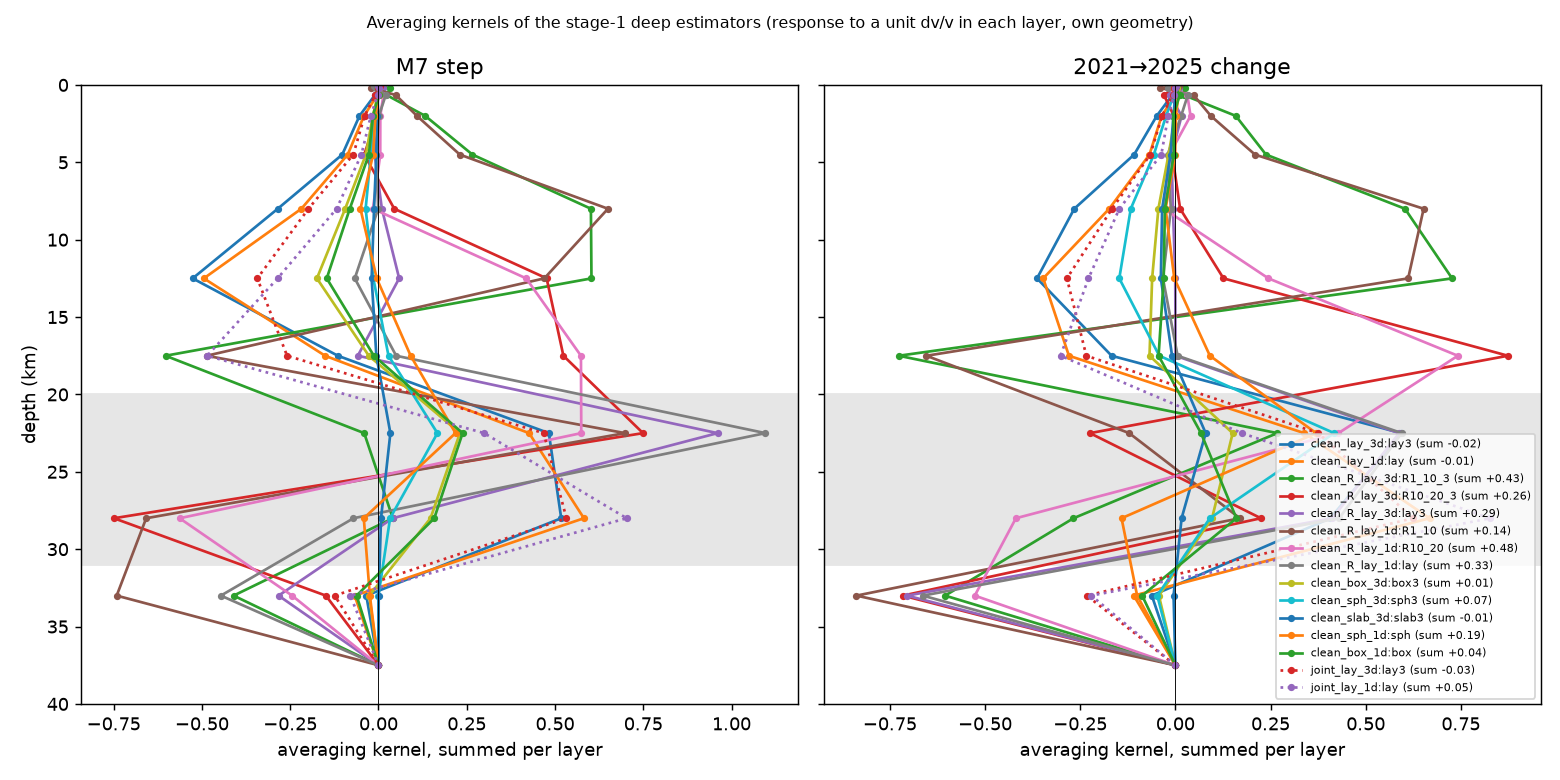 Averaging kernels of the stage-1 deep estimators (response to a unit dv/v in each layer, own geometry)
M7 step
2021→2025 change
0
5
10
15
20
25
30
35
40
depth (km)
−0.75
−0.50
−0.25
0.00
0.25
0.50
0.75
1.00
averaging kernel, summed per layer
−0.75
−0.50
−0.25
0.00
0.25
0.50
0.75
averaging kernel, summed per layer
clean_lay_3d:lay3 (sum -0.02)
clean_lay_1d:lay (sum -0.01)
clean_R_lay_3d:R1_10_3 (sum +0.43)
clean_R_lay_3d:R10_20_3 (sum +0.26)
clean_R_lay_3d:lay3 (sum +0.29)
clean_R_lay_1d:R1_10 (sum +0.14)
clean_R_lay_1d:R10_20 (sum +0.48)
clean_R_lay_1d:lay (sum +0.33)
clean_box_3d:box3 (sum +0.01)
clean_sph_3d:sph3 (sum +0.07)
clean_slab_3d:slab3 (sum -0.01)
clean_sph_1d:sph (sum +0.19)
clean_box_1d:box (sum +0.04)
joint_lay_3d:lay3 (sum -0.03)
joint_lay_1d:lay (sum +0.05)